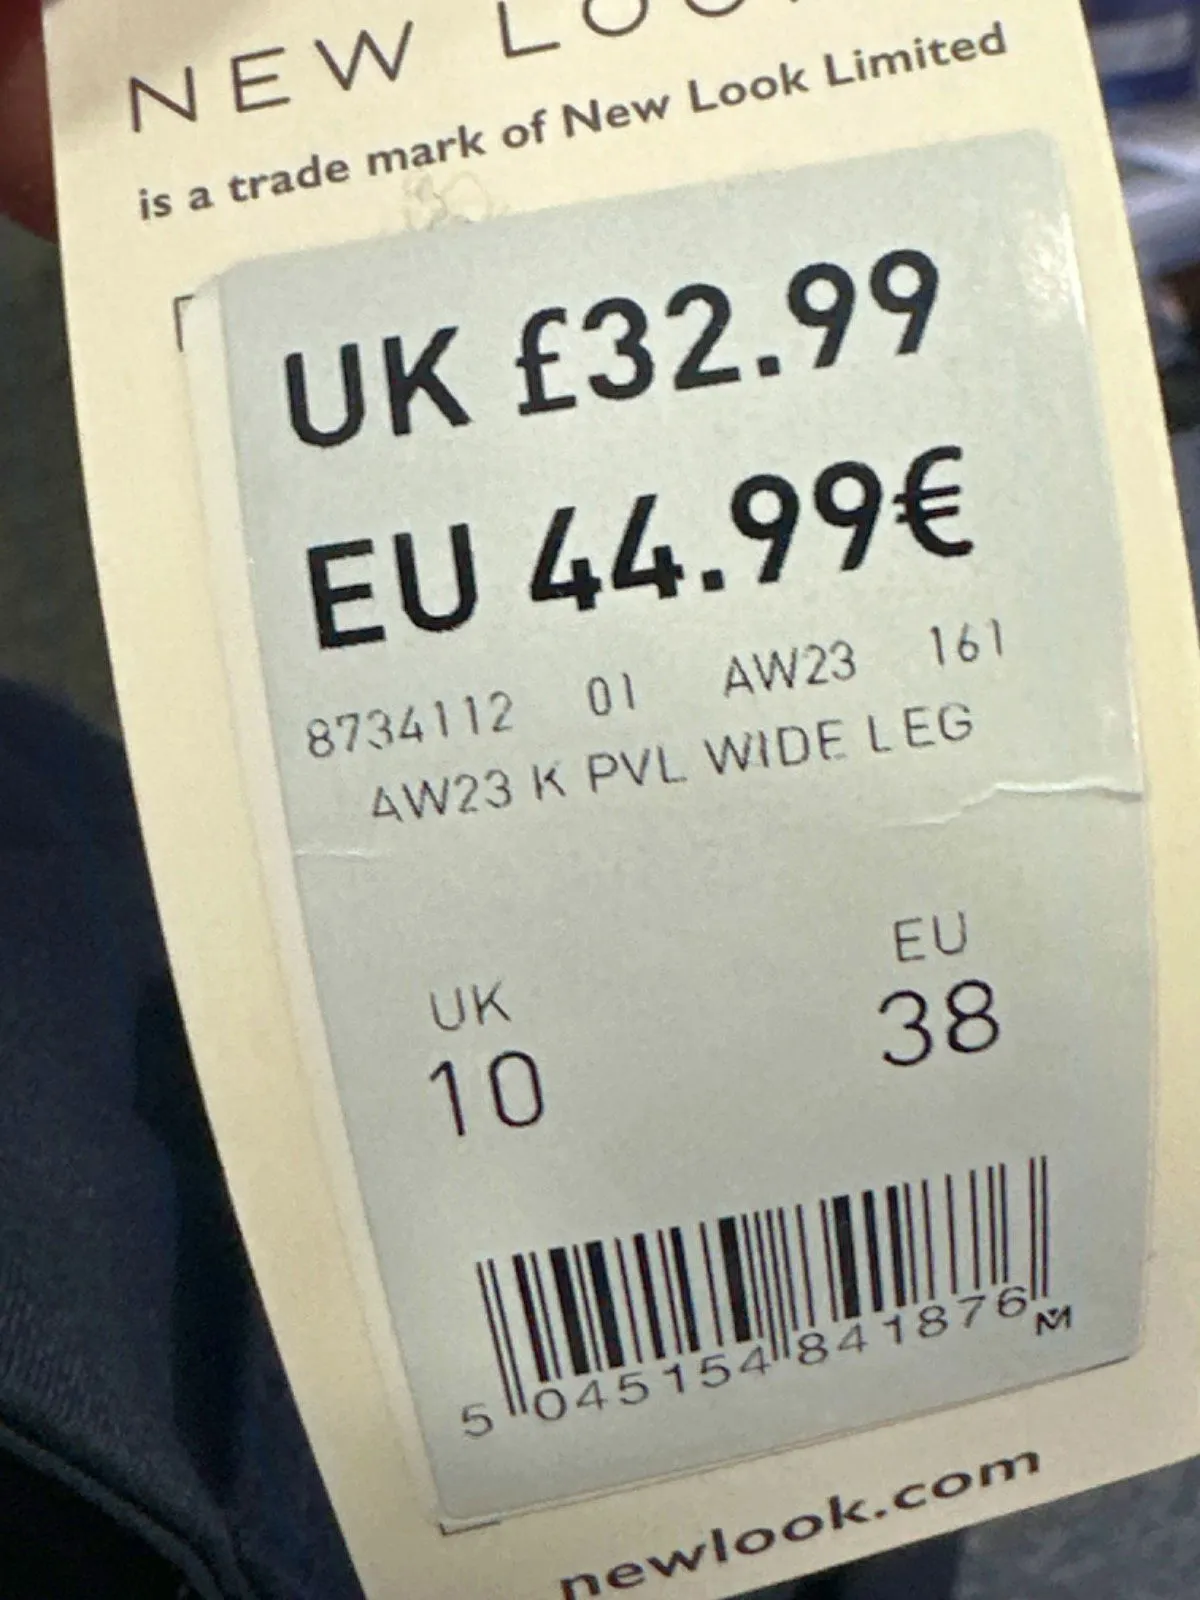 NEW LOO
is a trade mark of New Look Limited
UK £32.99
EU 44.99€
8734112 01 AW23 161
AW23 K PVL WIDE LEG
UK EU
10 38
5 045154 841876 M
newlook.com